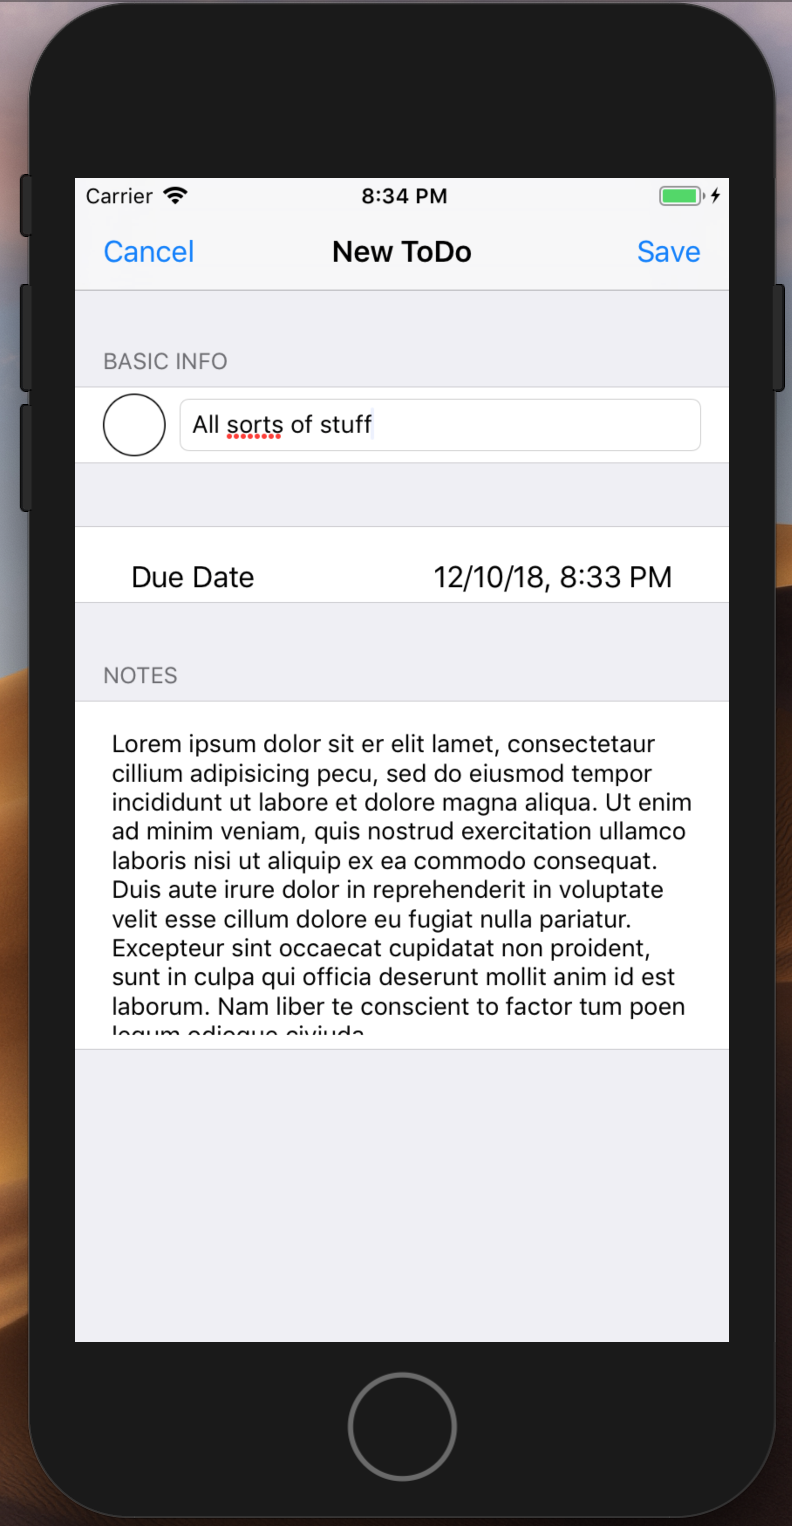 Carrier 8:34 PM
Cancel New ToDo Save
BASIC INFO
All sorts of stuff
Due Date 12/10/18, 8:33 PM
NOTES
Lorem ipsum dolor sit er elit lamet, consectetaur
cillium adipisicing pecu, sed do eiusmod tempor
incididunt ut labore et dolore magna aliqua. Ut enim
ad minim veniam, quis nostrud exercitation ullamco
laboris nisi ut aliquip ex ea commodo consequat.
Duis aute irure dolor in reprehenderit in voluptate
velit esse cillum dolore eu fugiat nulla pariatur.
Excepteur sint occaecat cupidatat non proident,
sunt in culpa qui officia deserunt mollit anim id est
laborum. Nam liber te conscient to factor tum poen
legum odioque civiuda